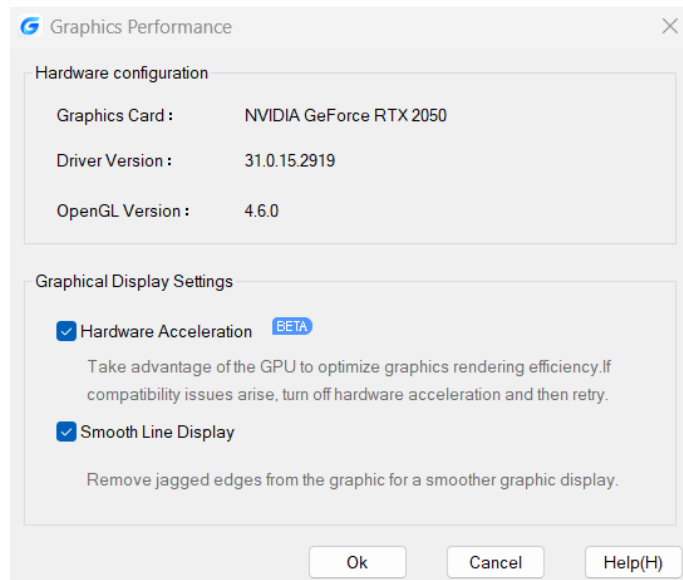 Graphics Performance
Hardware configuration
Graphics Card : NVIDIA GeForce RTX 2050
Driver Version : 31.0.15.2919
OpenGL Version : 4.6.0
Graphical Display Settings
Hardware Acceleration BETA
Take advantage of the GPU to optimize graphics rendering efficiency.If
compatibility issues arise, turn off hardware acceleration and then retry.
Smooth Line Display
Remove jagged edges from the graphic for a smoother graphic display.
Ok Cancel Help(H)